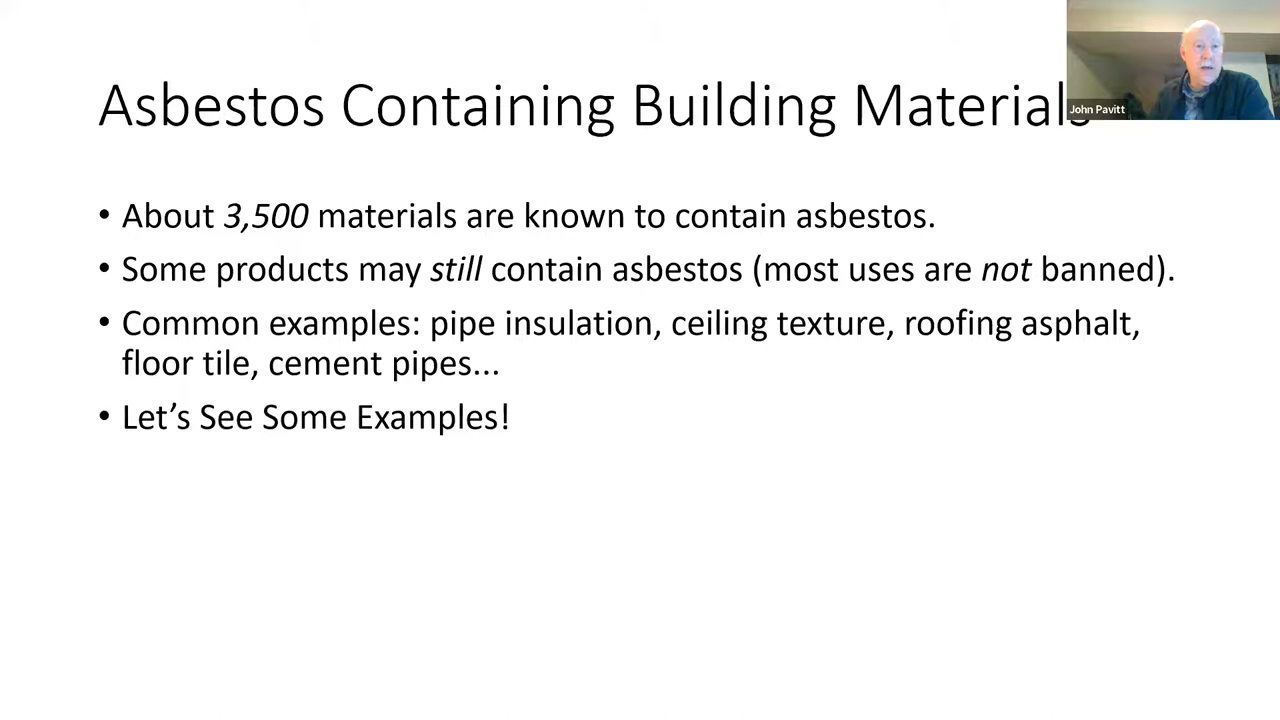 Asbestos Containing Building Materials
John Pavitt
• About 3,500 materials are known to contain asbestos.
• Some products may still contain asbestos (most uses are not banned).
• Common examples: pipe insulation, ceiling texture, roofing asphalt,
floor tile, cement pipes...
• Let’s See Some Examples!